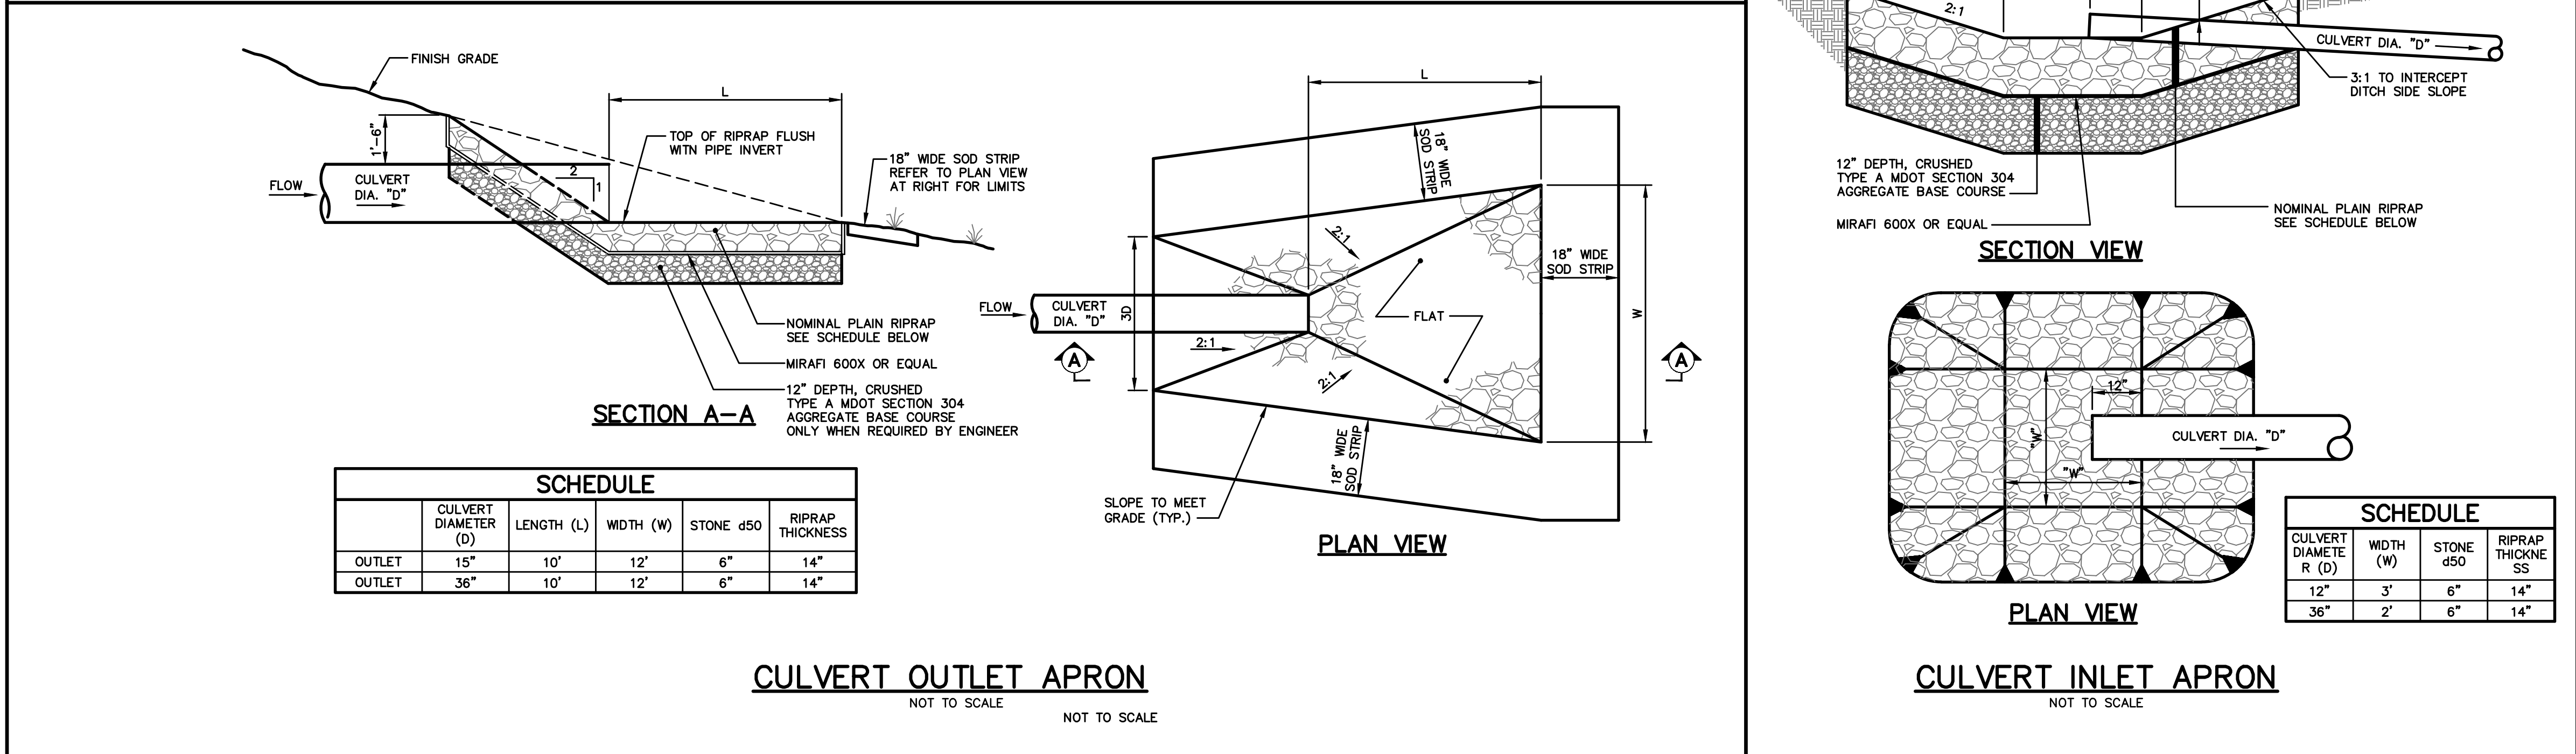 FINISH GRADE
1'-6"
L
TOP OF RIPRAP FLUSH
WITN PIPE INVERT
18" WIDE SOD STRIP
REFER TO PLAN VIEW
AT RIGHT FOR LIMITS
FLOW
CULVERT
DIA. "D"
2
1
NOMINAL PLAIN RIPRAP
SEE SCHEDULE BELOW
MIRAFI 600X OR EQUAL
12" DEPTH, CRUSHED
TYPE A MDOT SECTION 304
AGGREGATE BASE COURSE
ONLY WHEN REQUIRED BY ENGINEER
SECTION A-A
L
18" WIDE
SOD STRIP
2:1
18" WIDE
SOD STRIP
FLOW
CULVERT
DIA. "D"
3D
FLAT
W
2:1
2:1
A
A
18" WIDE
SOD STRIP
SLOPE TO MEET
GRADE (TYP.)
PLAN VIEW
SCHEDULE
CULVERT DIAMETER (D) LENGTH (L) WIDTH (W) STONE d50 RIPRAP THICKNESS
OUTLET 15" 10' 12' 6" 14"
OUTLET 36" 10' 12' 6" 14"
CULVERT OUTLET APRON
NOT TO SCALE
NOT TO SCALE
2:1
CULVERT DIA. "D"
3:1 TO INTERCEPT
DITCH SIDE SLOPE
12" DEPTH, CRUSHED
TYPE A MDOT SECTION 304
AGGREGATE BASE COURSE
MIRAFI 600X OR EQUAL
NOMINAL PLAIN RIPRAP
SEE SCHEDULE BELOW
SECTION VIEW
12"
"W"
"W"
CULVERT DIA. "D"
PLAN VIEW
SCHEDULE
CULVERT DIAMETE R (D) WIDTH (W) STONE d50 RIPRAP THICKNE SS
12" 3' 6" 14"
36" 2' 6" 14"
CULVERT INLET APRON
NOT TO SCALE